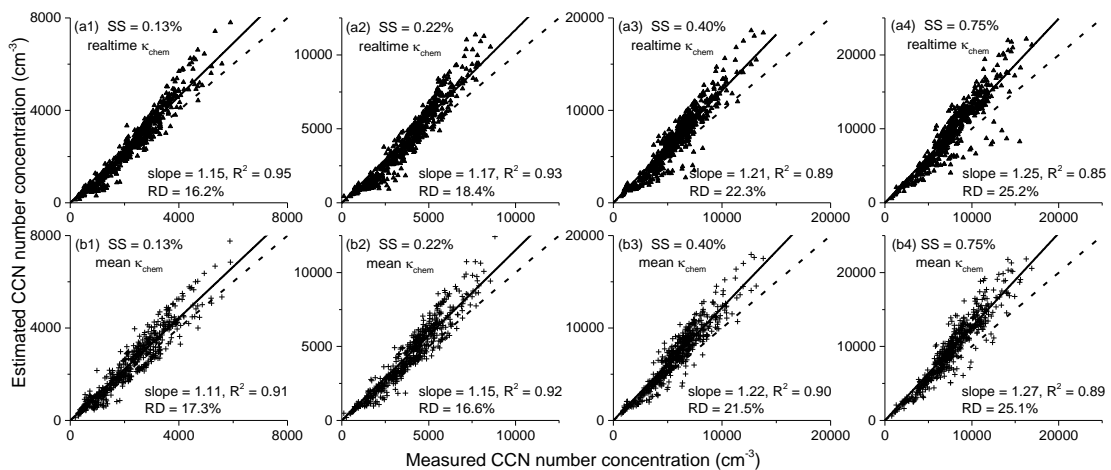 Estimated CCN number concentration (cm-3)
8000
4000
0
(a1) SS = 0.13%
realtime κchem
slope = 1.15, R2 = 0.95
RD = 16.2%
0 4000 8000
10000
5000
0
(a2) SS = 0.22%
realtime κchem
slope = 1.17, R2 = 0.93
RD = 18.4%
0 5000 10000
20000
10000
0
(a3) SS = 0.40%
realtime κchem
slope = 1.21, R2 = 0.89
RD = 22.3%
0 10000 20000
20000
10000
0
(a4) SS = 0.75%
realtime κchem
slope = 1.25, R2 = 0.85
RD = 25.2%
0 10000 20000
8000
4000
0
(b1) SS = 0.13%
mean κchem
slope = 1.11, R2 = 0.91
RD = 17.3%
0 4000 8000
10000
5000
0
(b2) SS = 0.22%
mean κchem
slope = 1.15, R2 = 0.92
RD = 16.6%
0 5000 10000
20000
10000
0
(b3) SS = 0.40%
mean κchem
slope = 1.22, R2 = 0.90
RD = 21.5%
0 10000 20000
20000
10000
0
(b4) SS = 0.75%
mean κchem
slope = 1.27, R2 = 0.89
RD = 25.1%
0 10000 20000
Measured CCN number concentration (cm-3)